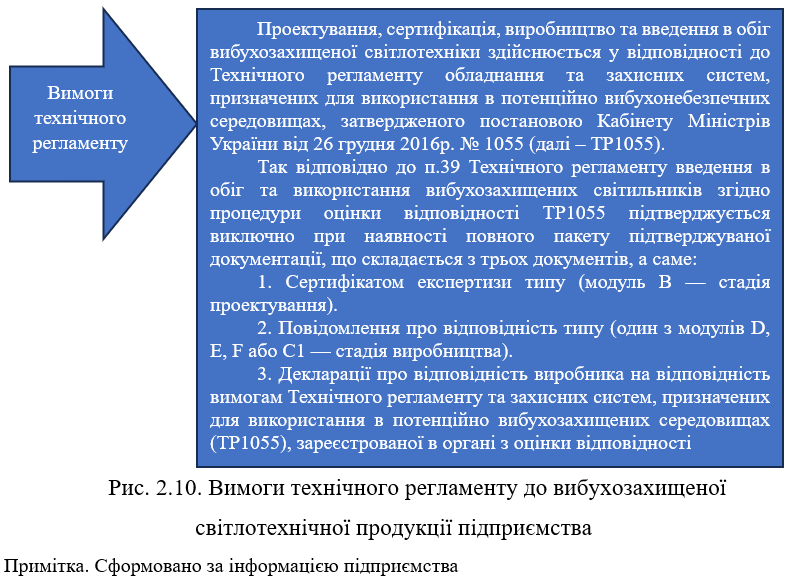 Вимоги
технічного
регламенту
Проектування, сертифікація, виробництво та введення в обіг
вибухозахищеної світлотехніки здійснюється у відповідності до
Технічного регламенту обладнання та захисних систем,
призначених для використання в потенційно вибухонебезпечних
середовищах, затвердженого постановою Кабінету Міністрів
України від 26 грудня 2016р. № 1055 (далі – ТР1055).
Так відповідно до п.39 Технічного регламенту введення в
обіг та використання вибухозахищених світильників згідно
процедури оцінки відповідності ТР1055 підтверджується
виключно при наявності повного пакету підтверджуваної
документації, що складається з трьох документів, а саме:
1. Сертифікатом експертизи типу (модуль В — стадія
проектування).
2. Повідомлення про відповідність типу (один з модулів D,
E, F або C1 — стадія виробництва).
3. Декларації про відповідність виробника на відповідність
вимогам Технічного регламенту та захисних систем, призначених
для використання в потенційно вибухозахищених середовищах
(ТР1055), зареєстрованої в органі з оцінки відповідності
Рис. 2.10. Вимоги технічного регламенту до вибухозахищеної
світлотехнічної продукції підприємства
Примітка. Сформовано за інформацією підприємства